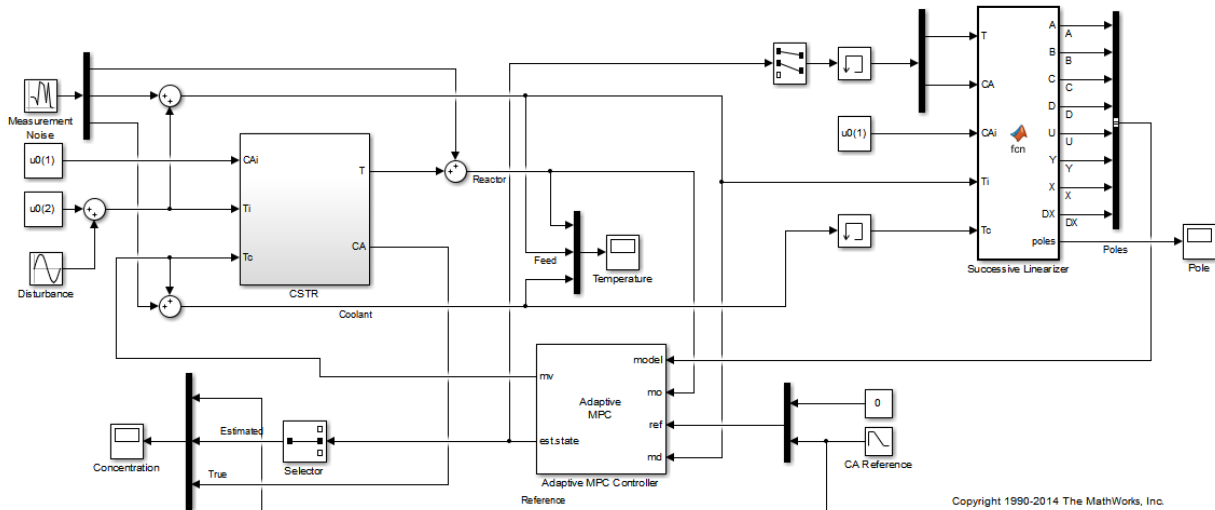 Measurement
Noise
u0(1)
u0(2)
Disturbance
+
+
+
+
+
+
CAi
Ti
Tc
T
CA
CSTR
Coolant
+
+
Reactor
Feed
Temperature
u0(1)
T
CA
CAi
Ti
Tc
fcn
A
B
C
D
U
Y
X
DX
poles
Successive Linearizer
A
B
C
D
U
Y
X
DX
Poles
Pole
mv
est.state
Adaptive
MPC
model
mo
ref
md
Adaptive MPC Controller
0
CA Reference
Concentration
Estimated
True
Selector
Reference
Copyright 1990-2014 The MathWorks, Inc.